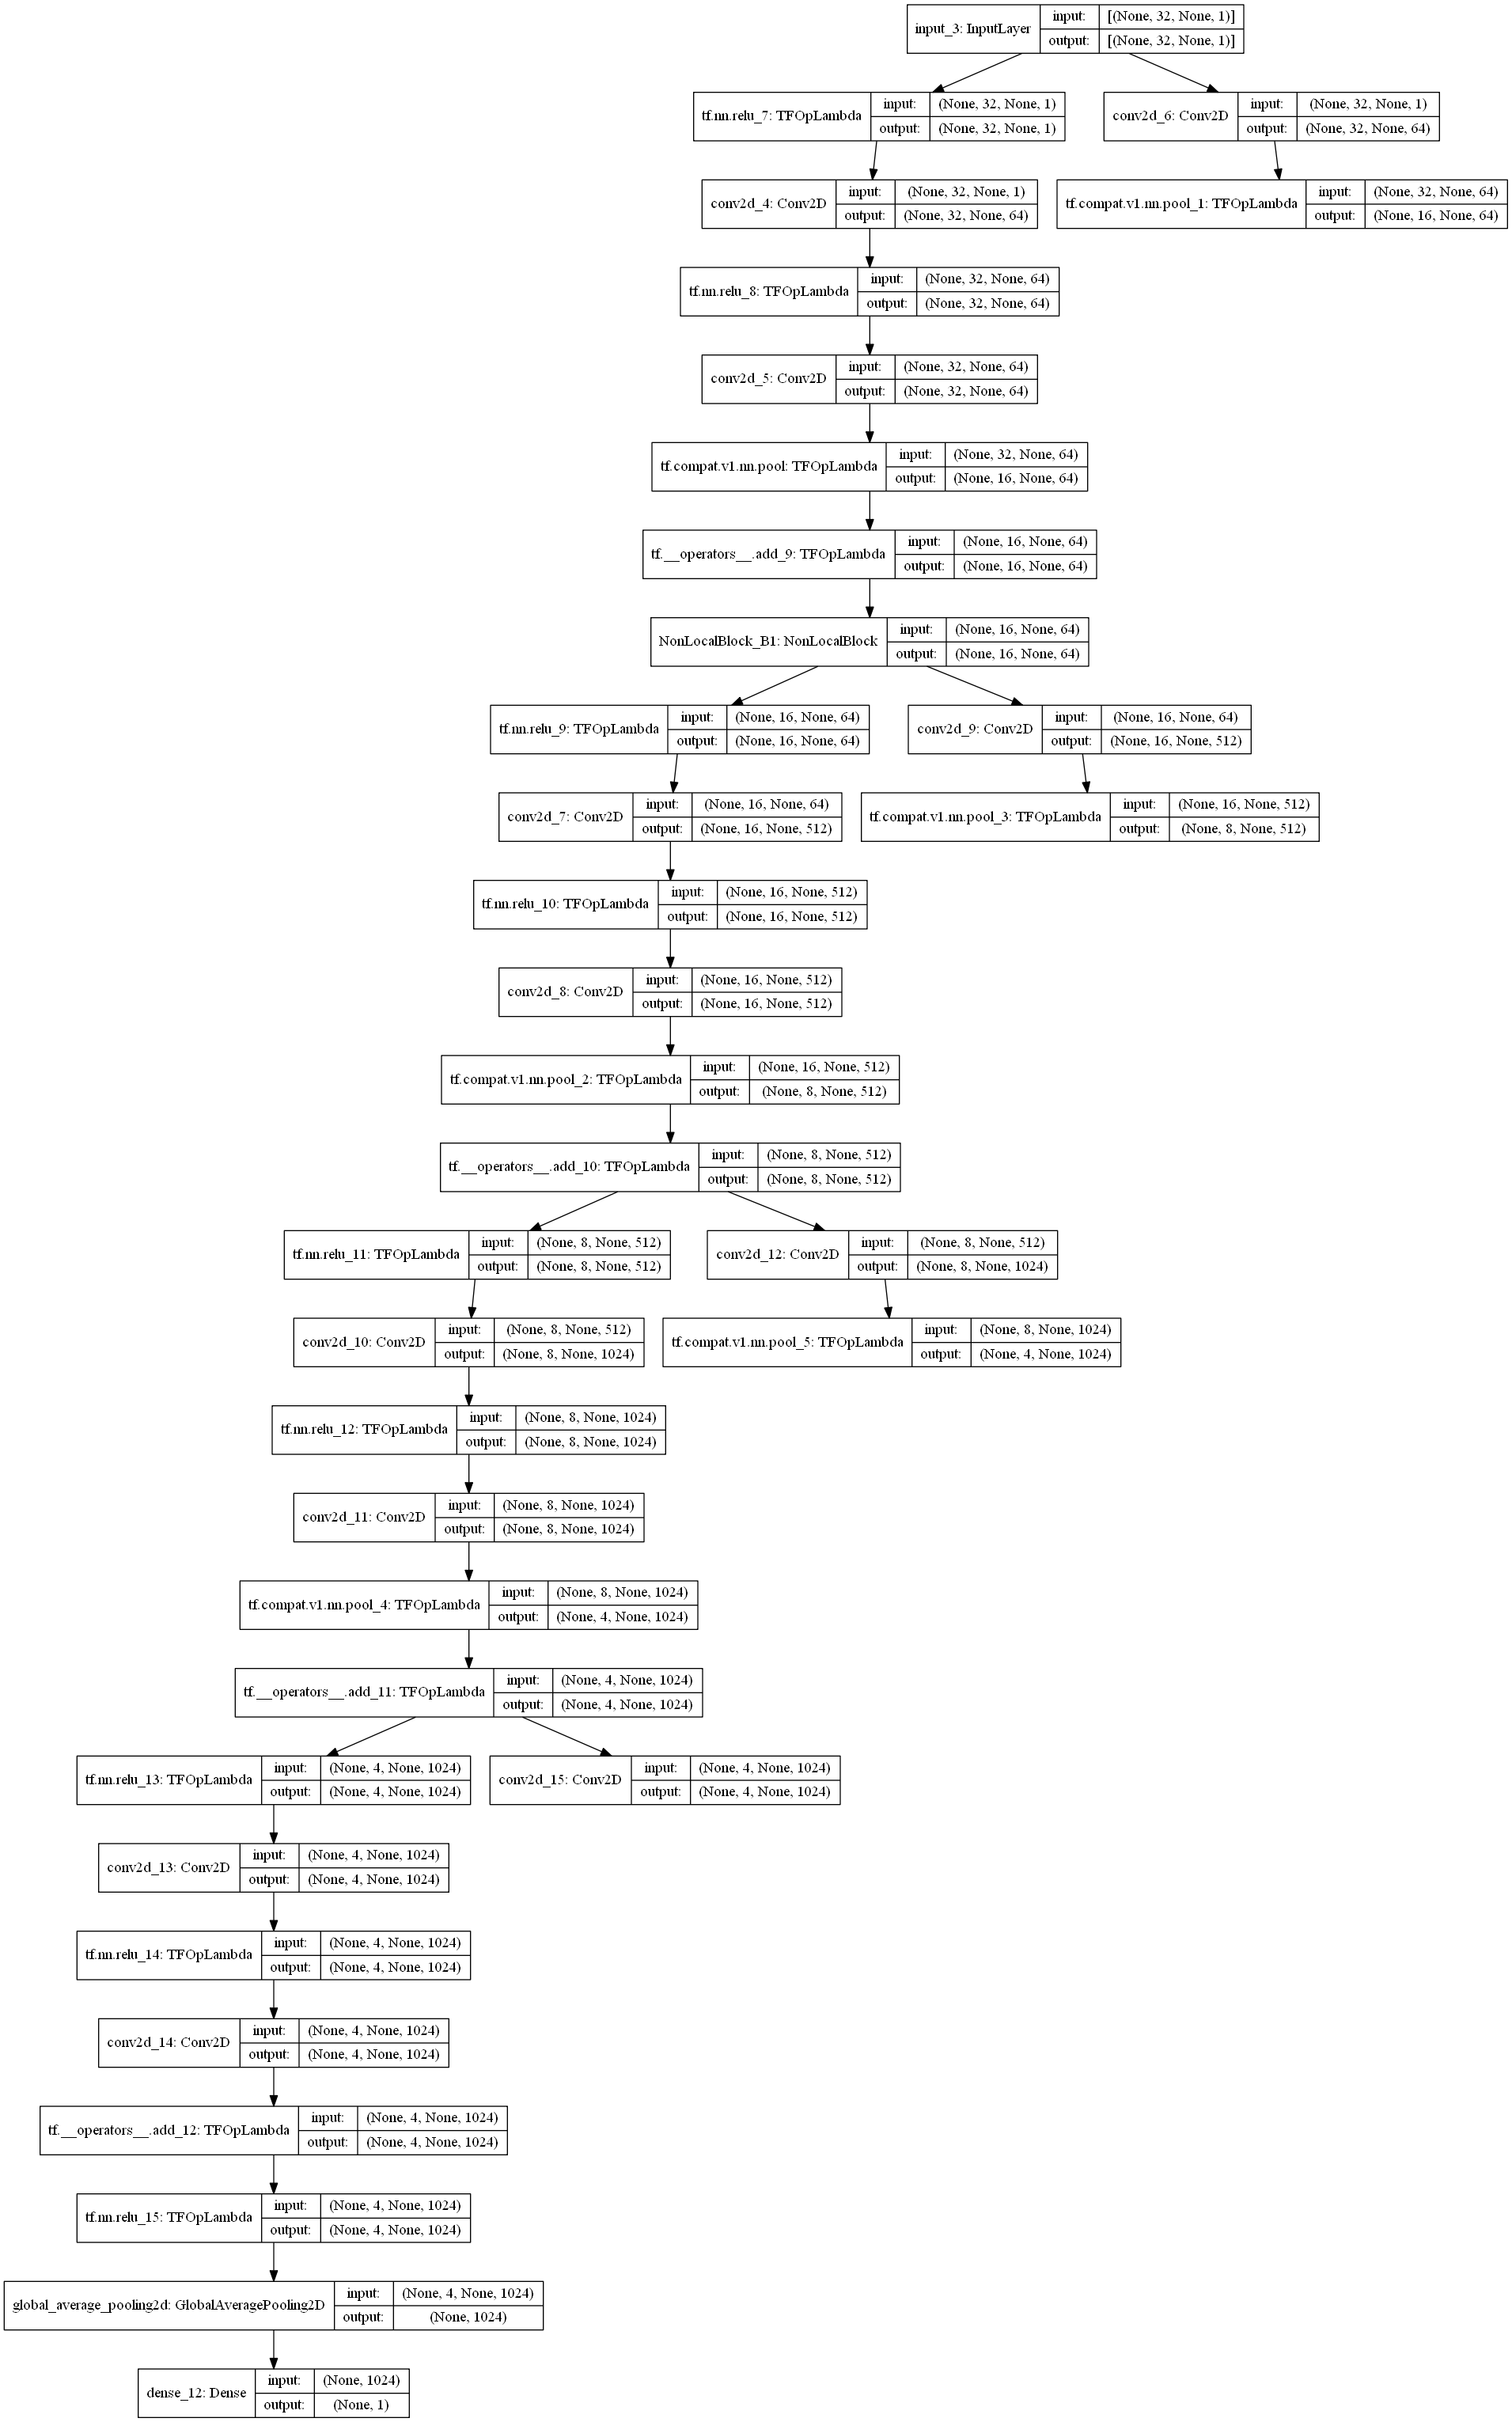 input_3: InputLayer
input: [(None, 32, None, 1)]
output: [(None, 32, None, 1)]
tf.nn.relu_7: TFOpLambda
input: (None, 32, None, 1)
output: (None, 32, None, 1)
conv2d_6: Conv2D
input: (None, 32, None, 1)
output: (None, 32, None, 64)
conv2d_4: Conv2D
input: (None, 32, None, 1)
output: (None, 32, None, 64)
tf.compat.v1.nn.pool_1: TFOpLambda
input: (None, 32, None, 64)
output: (None, 16, None, 64)
tf.nn.relu_8: TFOpLambda
input: (None, 32, None, 64)
output: (None, 32, None, 64)
conv2d_5: Conv2D
input: (None, 32, None, 64)
output: (None, 32, None, 64)
tf.compat.v1.nn.pool: TFOpLambda
input: (None, 32, None, 64)
output: (None, 16, None, 64)
tf.__operators__.add_9: TFOpLambda
input: (None, 16, None, 64)
output: (None, 16, None, 64)
NonLocalBlock_B1: NonLocalBlock
input: (None, 16, None, 64)
output: (None, 16, None, 64)
tf.nn.relu_9: TFOpLambda
input: (None, 16, None, 64)
output: (None, 16, None, 64)
conv2d_9: Conv2D
input: (None, 16, None, 64)
output: (None, 16, None, 512)
conv2d_7: Conv2D
input: (None, 16, None, 64)
output: (None, 16, None, 512)
tf.compat.v1.nn.pool_3: TFOpLambda
input: (None, 16, None, 512)
output: (None, 8, None, 512)
tf.nn.relu_10: TFOpLambda
input: (None, 16, None, 512)
output: (None, 16, None, 512)
conv2d_8: Conv2D
input: (None, 16, None, 512)
output: (None, 16, None, 512)
tf.compat.v1.nn.pool_2: TFOpLambda
input: (None, 16, None, 512)
output: (None, 8, None, 512)
tf.__operators__.add_10: TFOpLambda
input: (None, 8, None, 512)
output: (None, 8, None, 512)
tf.nn.relu_11: TFOpLambda
input: (None, 8, None, 512)
output: (None, 8, None, 512)
conv2d_12: Conv2D
input: (None, 8, None, 512)
output: (None, 8, None, 1024)
conv2d_10: Conv2D
input: (None, 8, None, 512)
output: (None, 8, None, 1024)
tf.compat.v1.nn.pool_5: TFOpLambda
input: (None, 8, None, 1024)
output: (None, 4, None, 1024)
tf.nn.relu_12: TFOpLambda
input: (None, 8, None, 1024)
output: (None, 8, None, 1024)
conv2d_11: Conv2D
input: (None, 8, None, 1024)
output: (None, 8, None, 1024)
tf.compat.v1.nn.pool_4: TFOpLambda
input: (None, 8, None, 1024)
output: (None, 4, None, 1024)
tf.__operators__.add_11: TFOpLambda
input: (None, 4, None, 1024)
output: (None, 4, None, 1024)
tf.nn.relu_13: TFOpLambda
input: (None, 4, None, 1024)
output: (None, 4, None, 1024)
conv2d_15: Conv2D
input: (None, 4, None, 1024)
output: (None, 4, None, 1024)
conv2d_13: Conv2D
input: (None, 4, None, 1024)
output: (None, 4, None, 1024)
tf.nn.relu_14: TFOpLambda
input: (None, 4, None, 1024)
output: (None, 4, None, 1024)
conv2d_14: Conv2D
input: (None, 4, None, 1024)
output: (None, 4, None, 1024)
tf.__operators__.add_12: TFOpLambda
input: (None, 4, None, 1024)
output: (None, 4, None, 1024)
tf.nn.relu_15: TFOpLambda
input: (None, 4, None, 1024)
output: (None, 4, None, 1024)
global_average_pooling2d: GlobalAveragePooling2D
input: (None, 4, None, 1024)
output: (None, 1024)
dense_12: Dense
input: (None, 1024)
output: (None, 1)